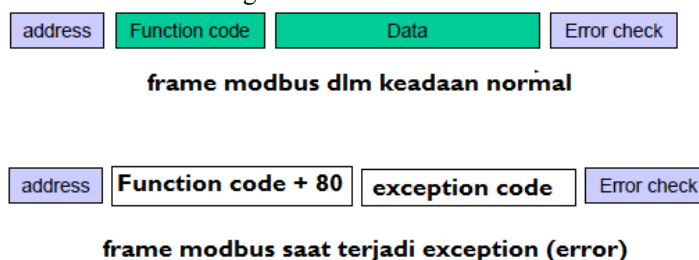 address Function code Data Error check
frame modbus dlm keadaan normal
address Function code + 80 exception code Error check
frame modbus saat terjadi exception (error)